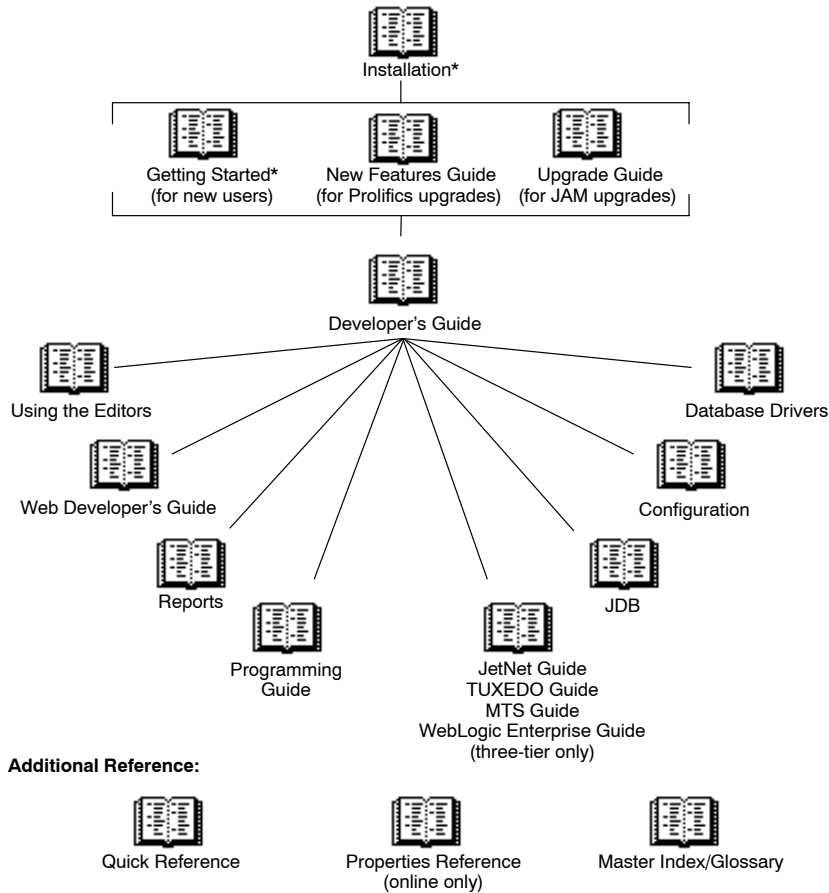 Installation*
Getting Started*
(for new users)
New Features Guide
(for Prolifics upgrades)
Upgrade Guide
(for JAM upgrades)
Developer's Guide
Using the Editors
Database Drivers
Web Developer's Guide
Configuration
Reports
JDB
Programming
Guide
JetNet Guide
TUXEDO Guide
MTS Guide
WebLogic Enterprise Guide
(three-tier only)
Additional Reference:
Quick Reference
Properties Reference
(online only)
Master Index/Glossary